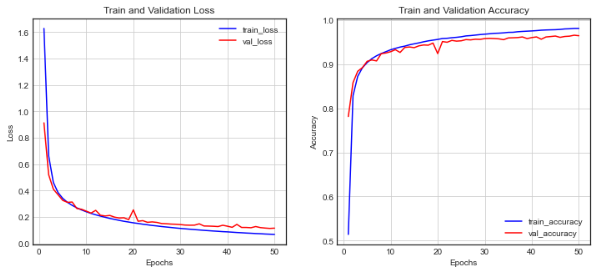 Train and Validation Loss
1.6
1.4
1.2
1.0
0.8
0.6
0.4
0.2
0.0
Loss
train_loss
val_loss
0 10 20 30 40 50
Epochs
Train and Validation Accuracy
1.0
0.9
0.8
0.7
0.6
0.5
Accuracy
train_accuracy
val_accuracy
0 10 20 30 40 50
Epochs